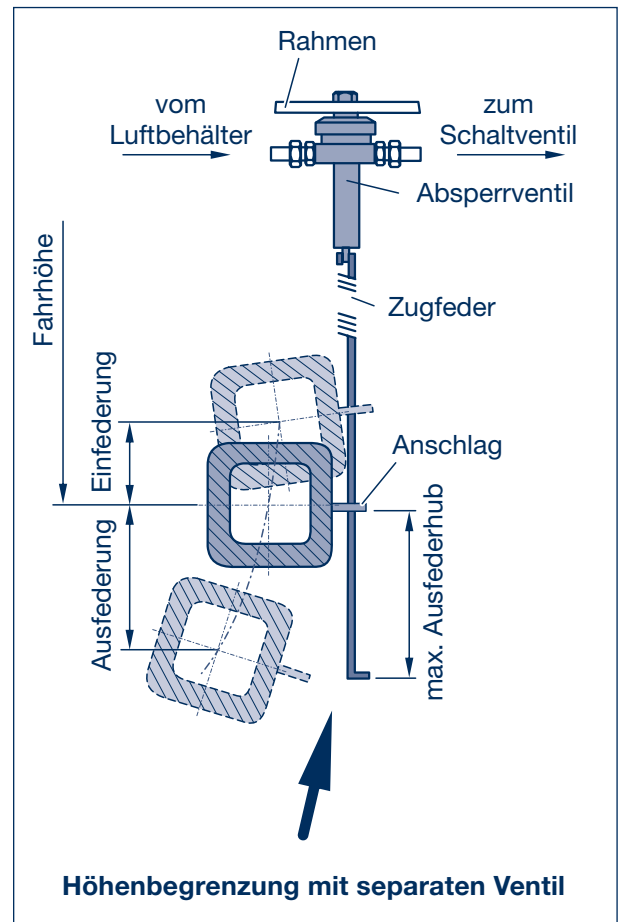 Rahmen
vom
Luftbehälter
zum
Schaltventil
Absperrventil
Fahrhöhe
Zugfeder
Einfederung
Anschlag
Ausfederung
max. Ausfederhub
Höhenbegrenzung mit separaten Ventil